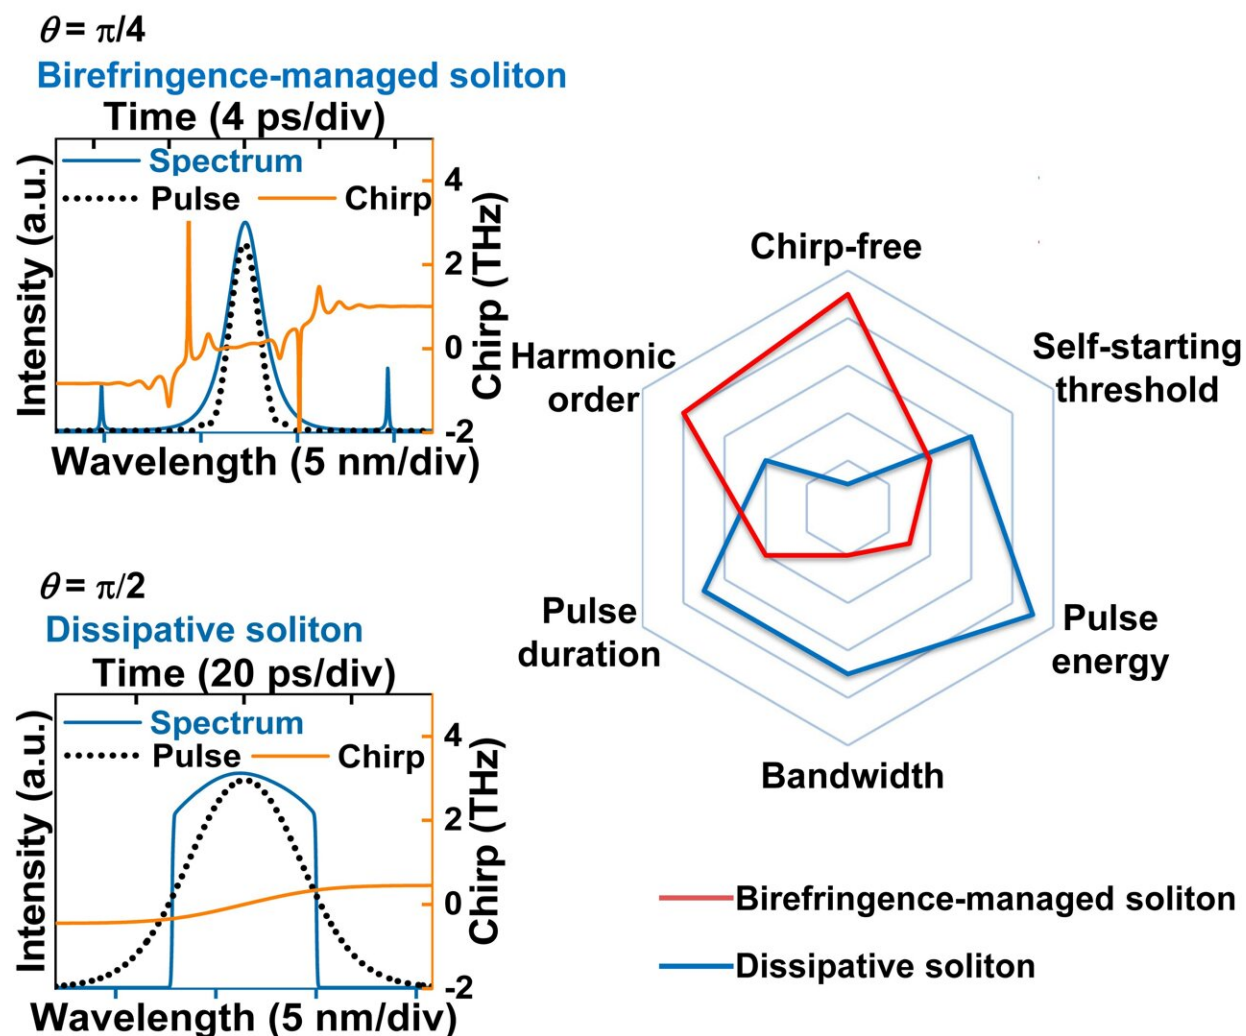 θ = π/4
Birefringence-managed soliton
Time (4 ps/div)
Spectrum
Pulse
Chirp
Intensity (a.u.)
4
2
0
-2
Chirp (THz)
Wavelength (5 nm/div)
θ = π/2
Dissipative soliton
Time (20 ps/div)
Spectrum
Pulse
Chirp
Intensity (a.u.)
4
2
0
-2
Chirp (THz)
Wavelength (5 nm/div)
Chirp-free
Self-starting
threshold
Harmonic
order
Pulse
duration
Pulse
energy
Bandwidth
Birefringence-managed soliton
Dissipative soliton